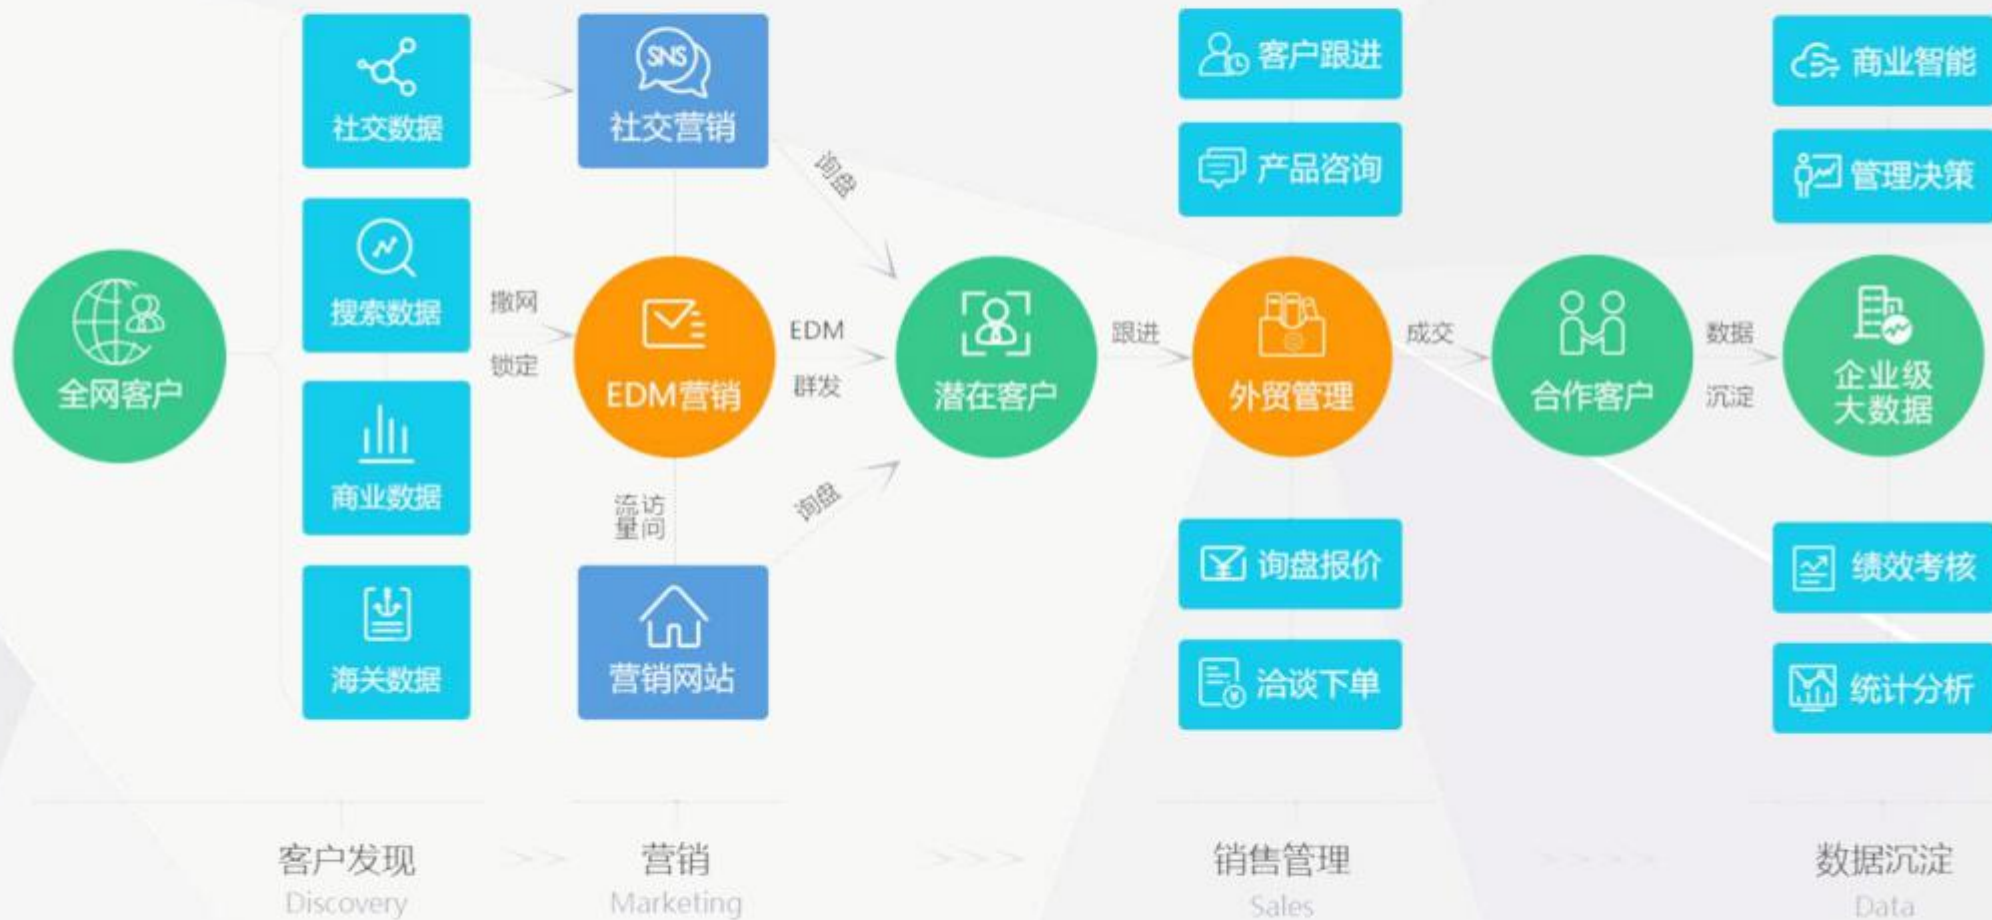 全网客户
社交数据
搜索数据
商业数据
海关数据
撒网
锁定
SNS
社交营销
EDM营销
流访
量问
营销网站
询盘
EDM
群发
询盘
潜在客户
跟进
客户跟进
产品咨询
外贸管理
询盘报价
洽谈下单
成交
合作客户
数据
沉淀
商业智能
管理决策
企业级
大数据
绩效考核
统计分析
客户发现
Discovery
营销
Marketing
销售管理
Sales
数据沉淀
Data